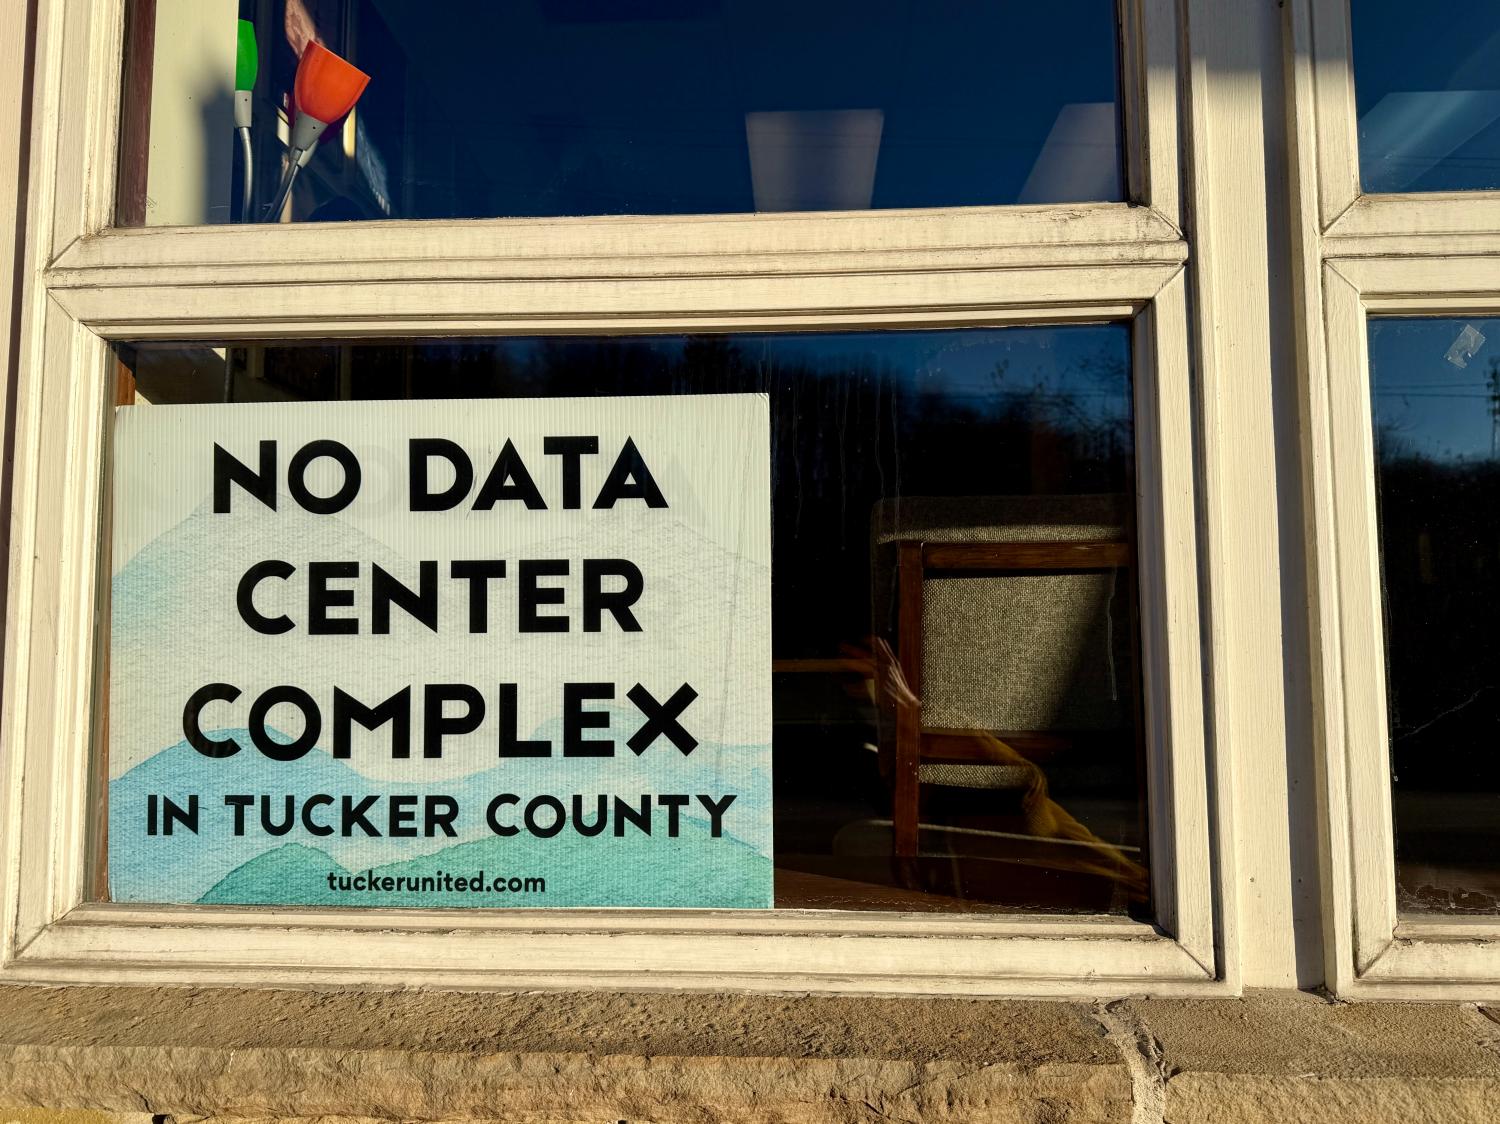 NO DATA
CENTER
COMPLEX
IN TUCKER COUNTY
tuckerunited.com